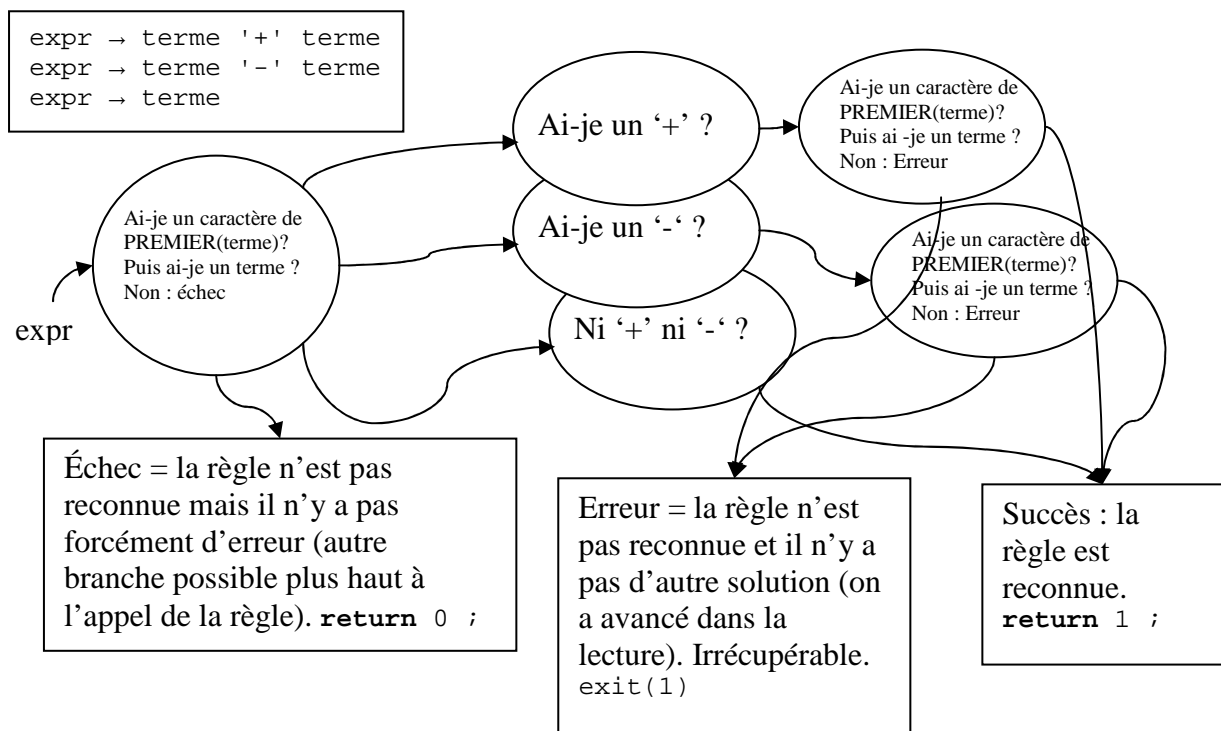 expr → terme '+' terme
expr → terme '-' terme
expr → terme
expr
Ai-je un caractère de
PREMIER(terme)?
Puis ai-je un terme ?
Non : échec
Ai-je un ‘+’ ?
Ai-je un ‘-‘ ?
Ni ‘+’ ni ‘-‘ ?
Ai-je un caractère de
PREMIER(terme)?
Puis ai -je un terme ?
Non : Erreur
Ai-je un caractère de
PREMIER(terme)?
Puis ai -je un terme ?
Non : Erreur
Échec = la règle n’est pas
reconnue mais il n’y a pas
forcément d’erreur (autre
branche possible plus haut à
l’appel de la règle). return 0 ;
Erreur = la règle n’est
pas reconnue et il n’y a
pas d’autre solution (on
a avancé dans la
lecture). Irrécupérable.
exit(1)
Succès : la
règle est
reconnue.
return 1 ;